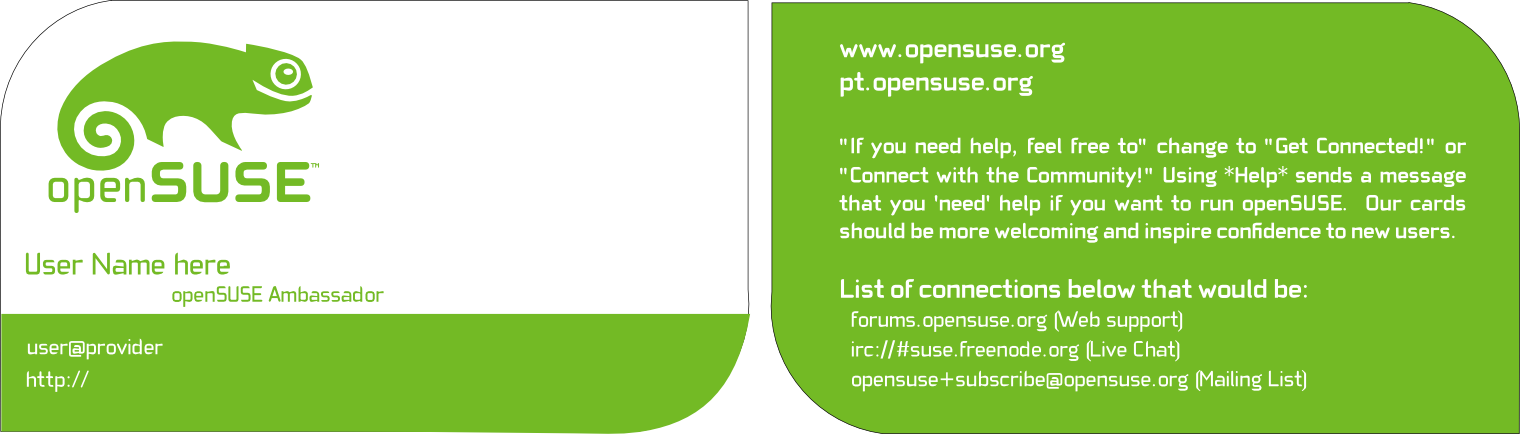 openSUSE™
User Name here
openSUSE Ambassador
user@provider
http://
www.opensuse.org
pt.opensuse.org
"If you need help, feel free to" change to "Get Connected!" or
"Connect with the Community!" Using *Help* sends a message
that you 'need' help if you want to run openSUSE. Our cards
should be more welcoming and inspire confidence to new users.
List of connections below that would be:
forums.opensuse.org (Web support)
irc://#suse.freenode.org (Live Chat)
opensuse+subscribe@opensuse.org (Mailing List)